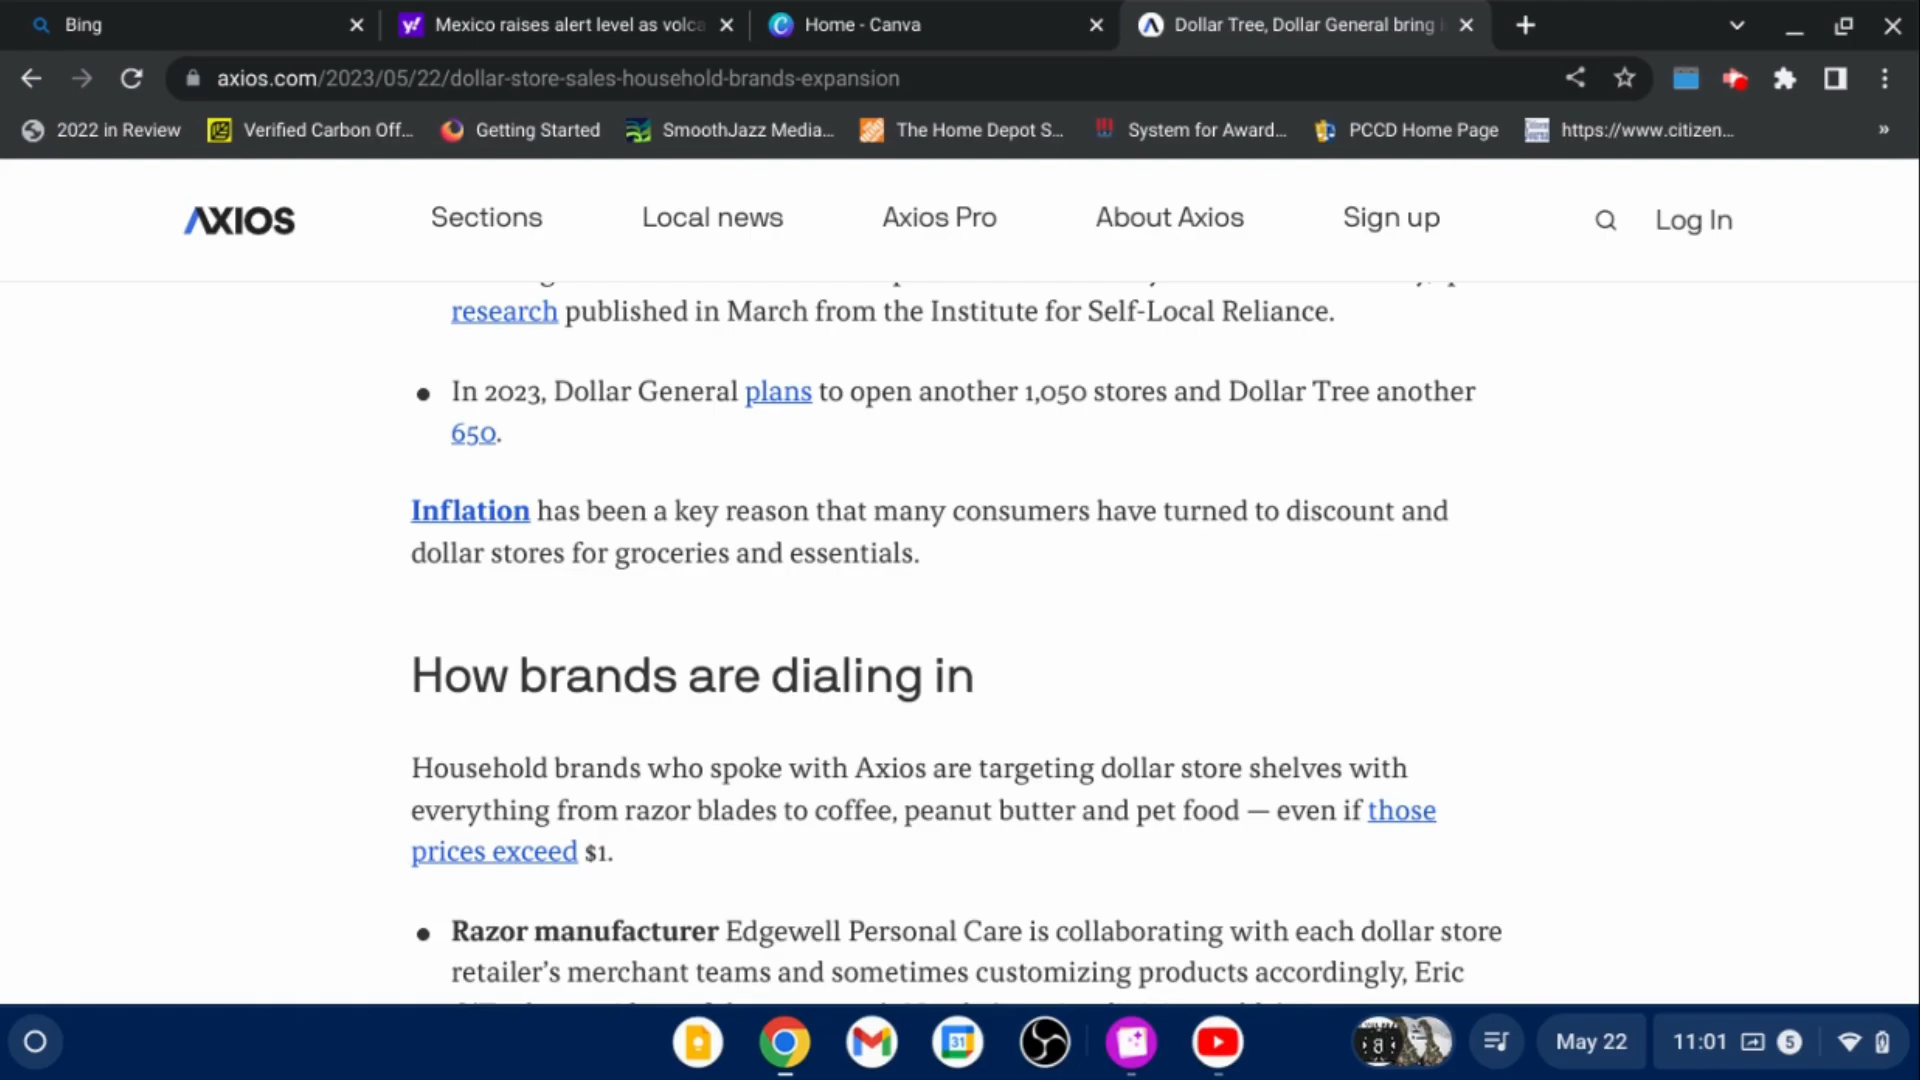 Bing
Mexico raises alert level as volca
Home - Canva
Dollar Tree, Dollar General bring
axios.com/2023/05/22/dollar-store-sales-household-brands-expansion
2022 in Review
Verified Carbon Off...
Getting Started
SmoothJazz Media...
The Home Depot S...
System for Award...
PCCD Home Page
https://www.citizen...
»
AXIOS
Sections
Local news
Axios Pro
About Axios
Sign up
Log In
research published in March from the Institute for Self-Local Reliance.
• In 2023, Dollar General plans to open another 1,050 stores and Dollar Tree another
650.
Inflation has been a key reason that many consumers have turned to discount and
dollar stores for groceries and essentials.
How brands are dialing in
Household brands who spoke with Axios are targeting dollar store shelves with
everything from razor blades to coffee, peanut butter and pet food — even if those
prices exceed $1.
• Razor manufacturer Edgewell Personal Care is collaborating with each dollar store
retailer's merchant teams and sometimes customizing products accordingly, Eric
31
8
May 22
11:01
5